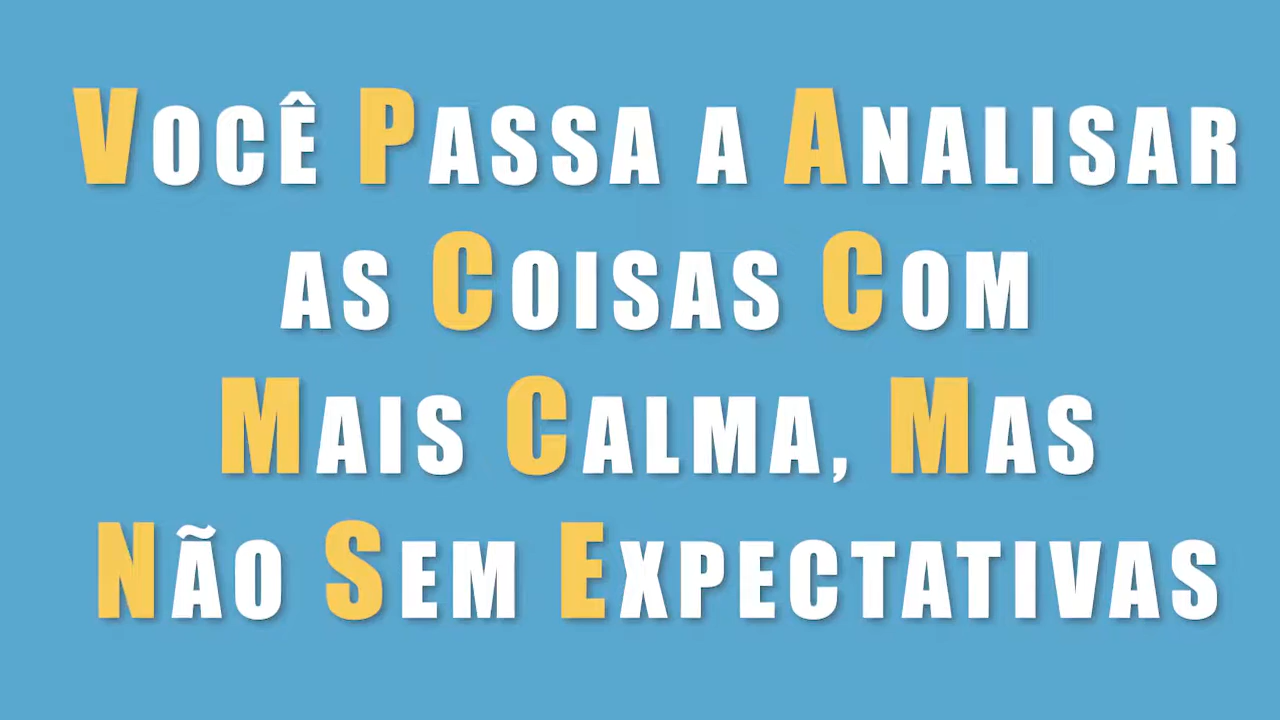 Você Passa a Analisar
as Coisas Com
Mais Calma, Mas
Não Sem Expectativas